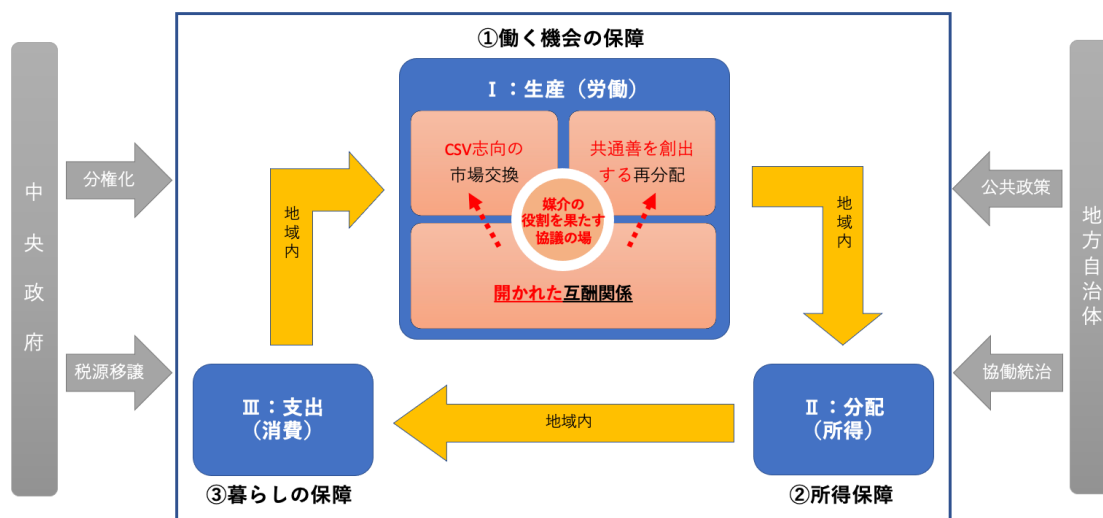 ①働く機会の保障
Ⅰ：生産（労働）
CSV志向の
市場交換
共通善を創出
する再分配
媒介の
役割を果たす
協議の場
開かれた互酬関係
中央政府
分権化
税源移譲
地域内
地域内
公共政策
協働統治
地方自治体
Ⅲ：支出
（消費）
地域内
Ⅱ：分配
（所得）
③暮らしの保障
②所得保障